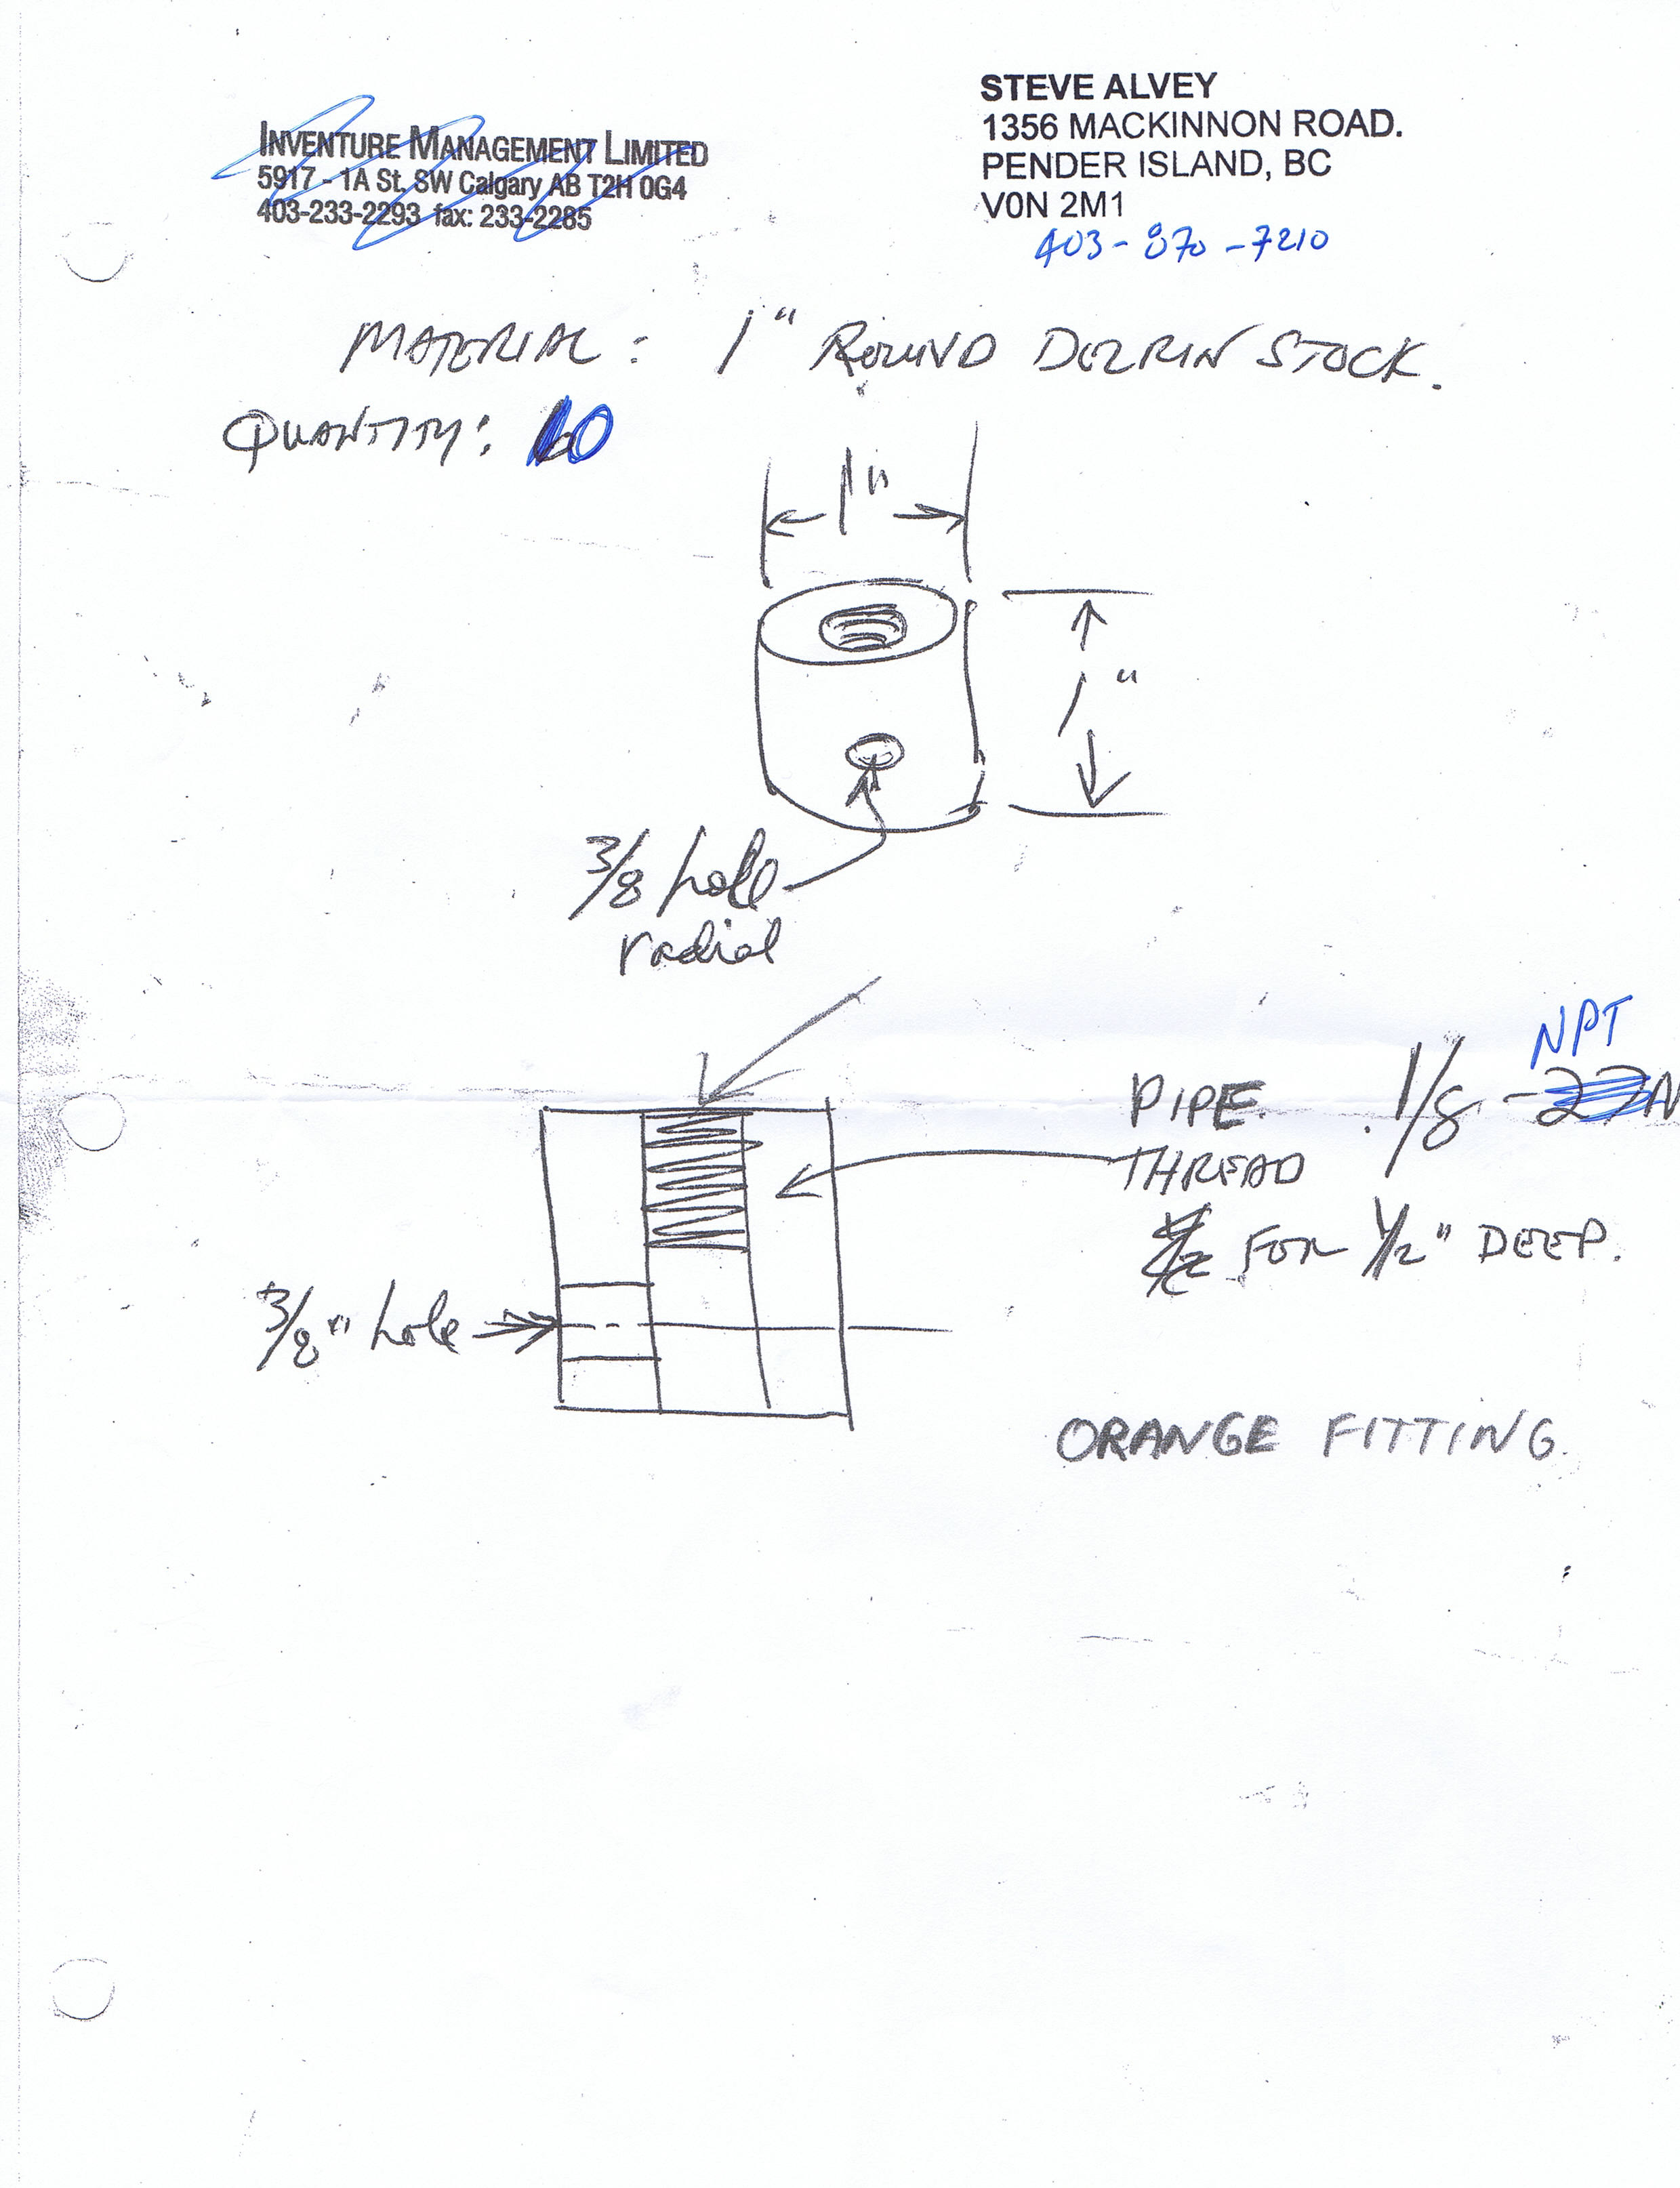 INVENTURE MANAGEMENT LIMITED
5917 - 1A St. SW Calgary AB T2H 0G4
403-233-2293 fax: 233-2285
STEVE ALVEY
1356 MACKINNON ROAD.
PENDER ISLAND, BC
V0N 2M1
403-870-7210
MATERIAL: 1" ROUND DELRIN STOCK.
QUANTITY: 10
1"
1"
3/8 hole
radial
NPT
PIPE 1/8 - 27 N
THREAD
1/2 FOR 1/2" DEEP.
3/8" hole
ORANGE FITTING.